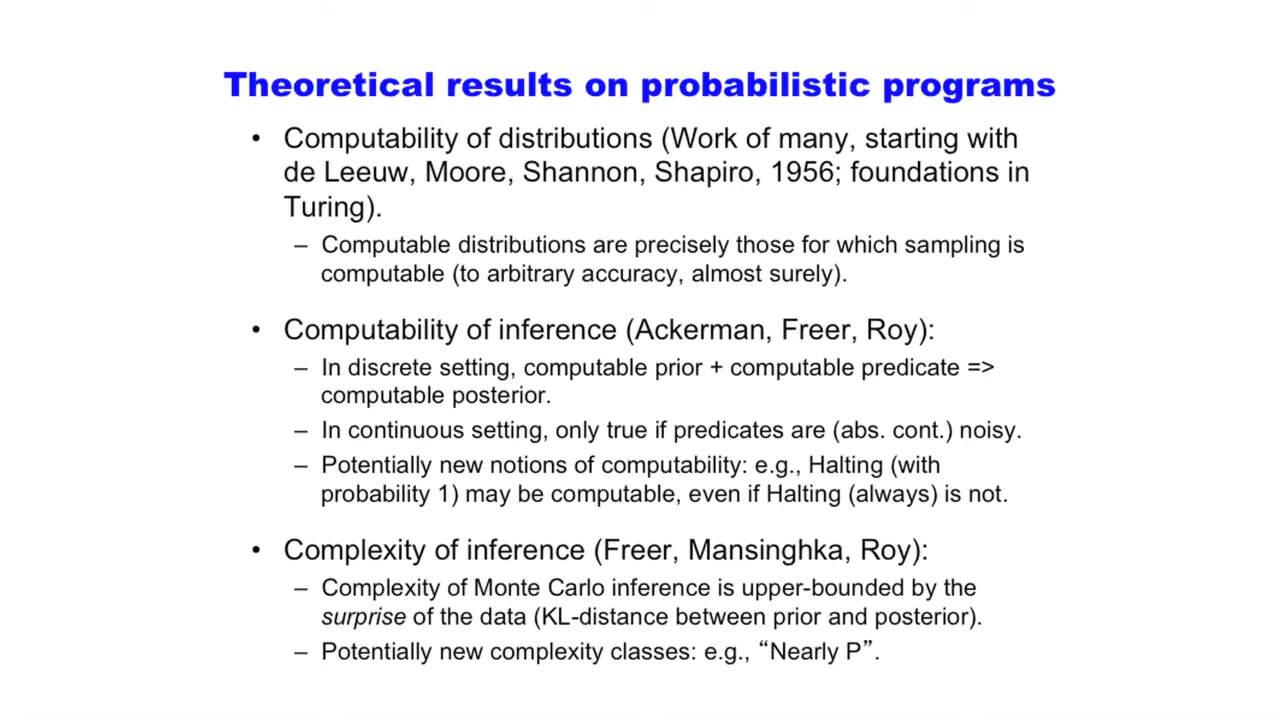 Theoretical results on probabilistic programs
• Computability of distributions (Work of many, starting with
de Leeuw, Moore, Shannon, Shapiro, 1956; foundations in
Turing).
– Computable distributions are precisely those for which sampling is
computable (to arbitrary accuracy, almost surely).
• Computability of inference (Ackerman, Freer, Roy):
– In discrete setting, computable prior + computable predicate =>
computable posterior.
– In continuous setting, only true if predicates are (abs. cont.) noisy.
– Potentially new notions of computability: e.g., Halting (with
probability 1) may be computable, even if Halting (always) is not.
• Complexity of inference (Freer, Mansinghka, Roy):
– Complexity of Monte Carlo inference is upper-bounded by the
surprise of the data (KL-distance between prior and posterior).
– Potentially new complexity classes: e.g., “Nearly P”.